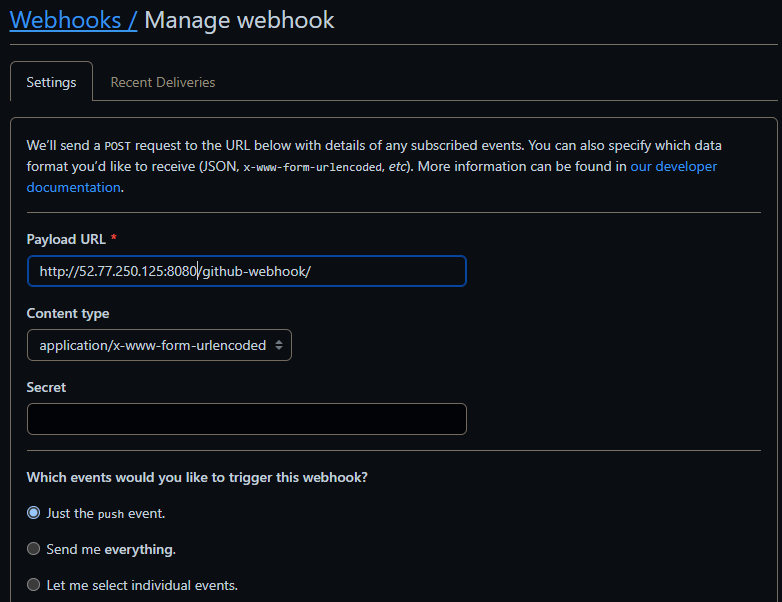 Webhooks / Manage webhook
Settings Recent Deliveries
We’ll send a POST request to the URL below with details of any subscribed events. You can also specify which data
format you’d like to receive (JSON, x-www-form-urlencoded, etc). More information can be found in our developer
documentation.
Payload URL *
http://52.77.250.125:8080/github-webhook/
Content type
application/x-www-form-urlencoded
Secret
Which events would you like to trigger this webhook?
Just the push event.
Send me everything.
Let me select individual events.